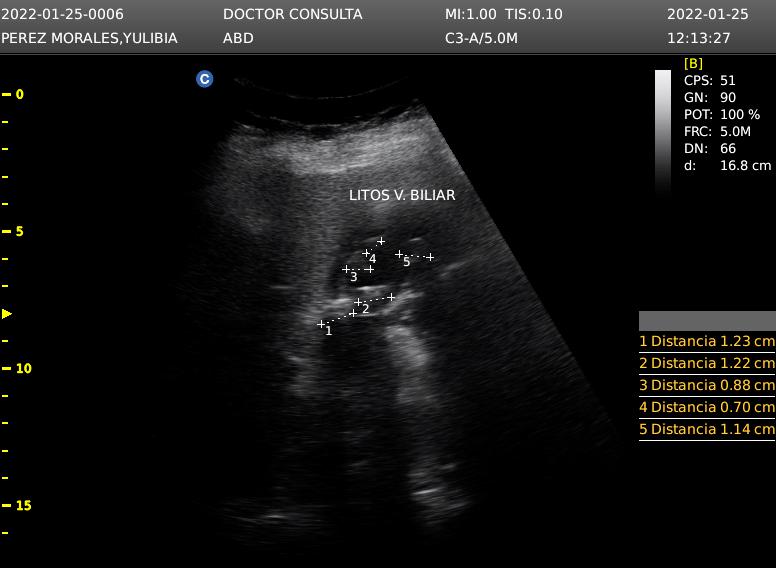 2022-01-25-0006 DOCTOR CONSULTA MI:1.00 TIS:0.10 2022-01-25
PEREZ MORALES,YULIBIA ABD C3-A/5.0M 12:13:27
C
[B]
CPS: 51
GN: 90
POT: 100 %
FRC: 5.0M
DN: 66
d: 16.8 cm
0
LITOS V. BILIAR
5
4
5
3
2
1
10
15
1 Distancia 1.23 cm
2 Distancia 1.22 cm
3 Distancia 0.88 cm
4 Distancia 0.70 cm
5 Distancia 1.14 cm